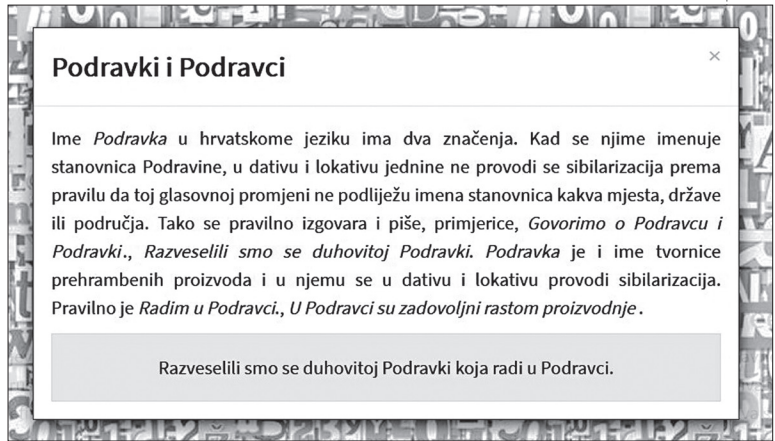 Podravki i Podravci
×
Ime Podravka u hrvatskome jeziku ima dva značenja. Kad se njime imenuje
stanovnica Podravine, u dativu i lokativu jednine ne provodi se sibilarizacija prema
pravilu da toj glasovnoj promjeni ne podliježu imena stanovnica kakva mjesta, države
ili područja. Tako se pravilno izgovara i piše, primjerice, Govorimo o Podravcu i
Podravki., Razveselili smo se duhovitoj Podravki. Podravka je i ime tvornice
prehrambenih proizvoda i u njemu se u dativu i lokativu provodi sibilarizacija.
Pravilno je Radim u Podravci., U Podravci su zadovoljni rastom proizvodnje .
Razveselili smo se duhovitoj Podravki koja radi u Podravci.